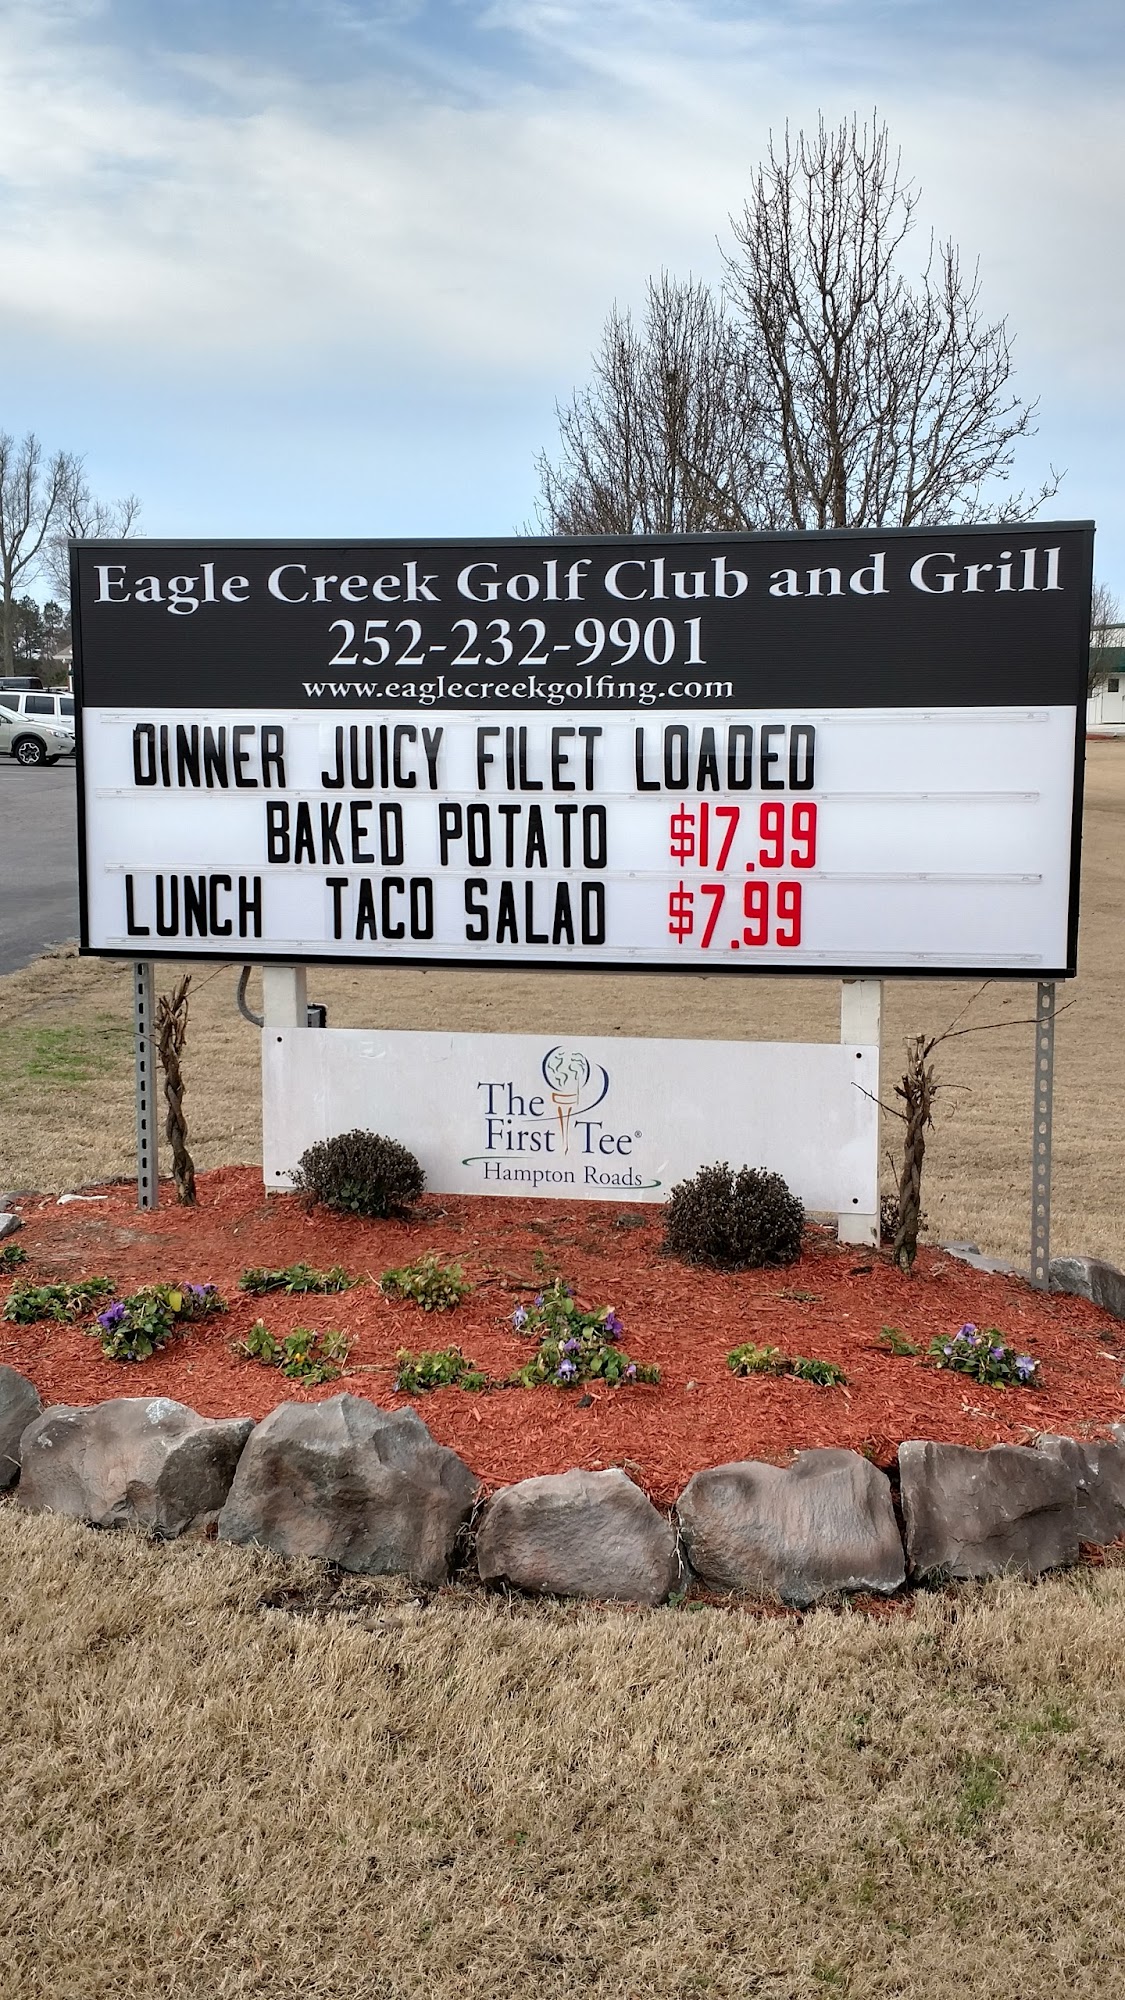 Eagle Creek Golf Club and Grill
252-232-9901
www.eaglecreekgolfing.com
DINNER JUICY FILET LOADED
BAKED POTATO $17.99
LUNCH TACO SALAD $7.99
The
First Tee®
Hampton Roads